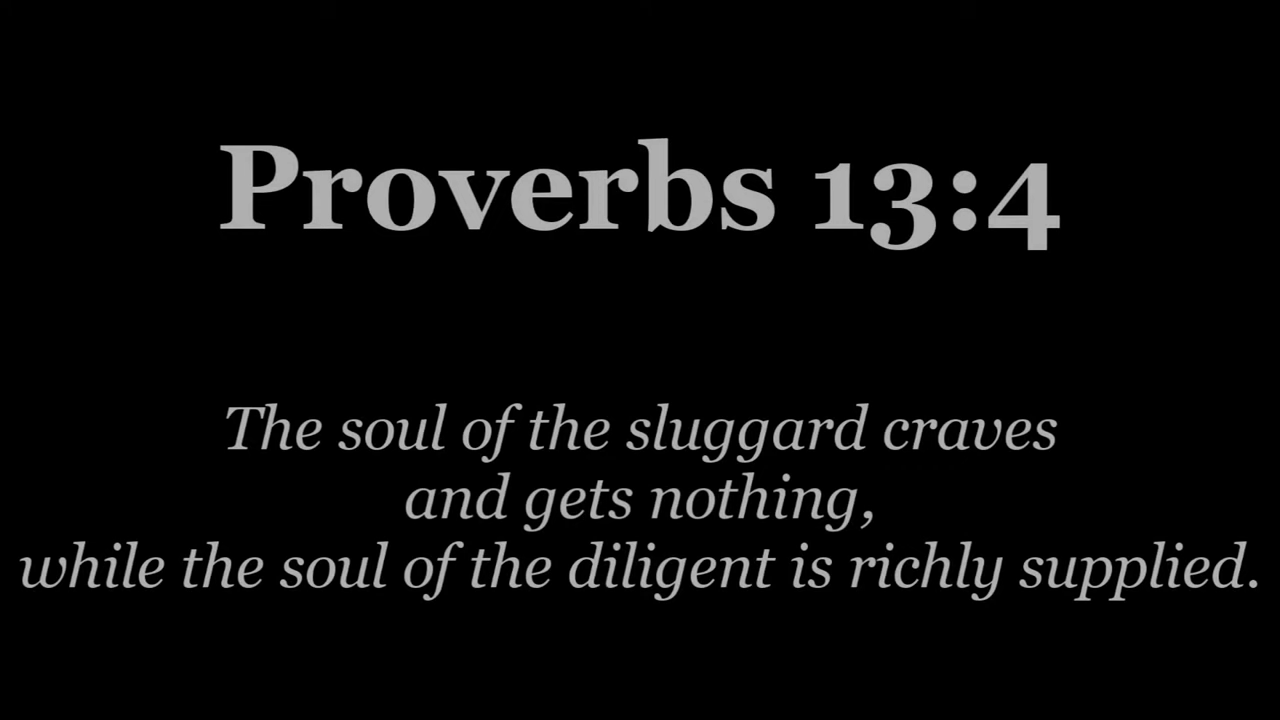 Proverbs 13:4
The soul of the sluggard craves
and gets nothing,
while the soul of the diligent is richly supplied.